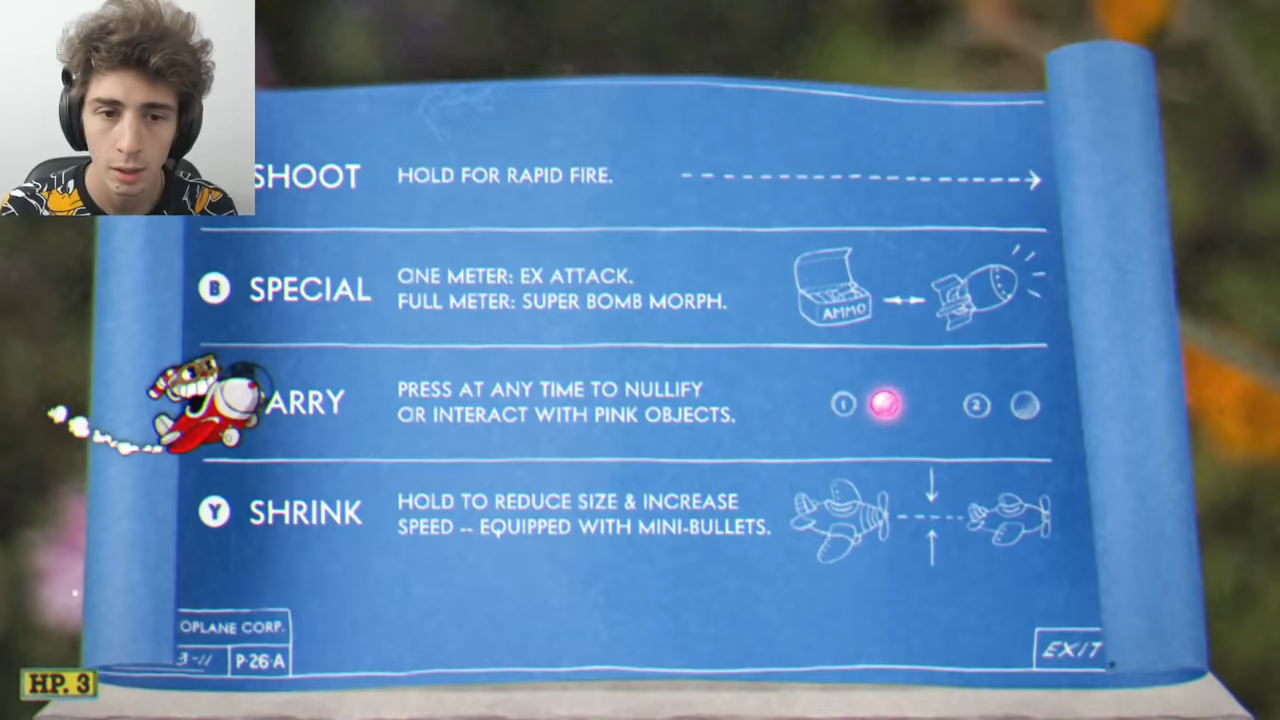 SHOOT
HOLD FOR RAPID FIRE.
B SPECIAL
ONE METER: EX ATTACK.
FULL METER: SUPER BOMB MORPH.
AMMO
ARRY
PRESS AT ANY TIME TO NULLIFY
OR INTERACT WITH PINK OBJECTS.
1 2
Y SHRINK
HOLD TO REDUCE SIZE & INCREASE
SPEED -- EQUIPPED WITH MINI-BULLETS.
OPLANE CORP.
3-11 P-26-A
EXIT
HP. 3